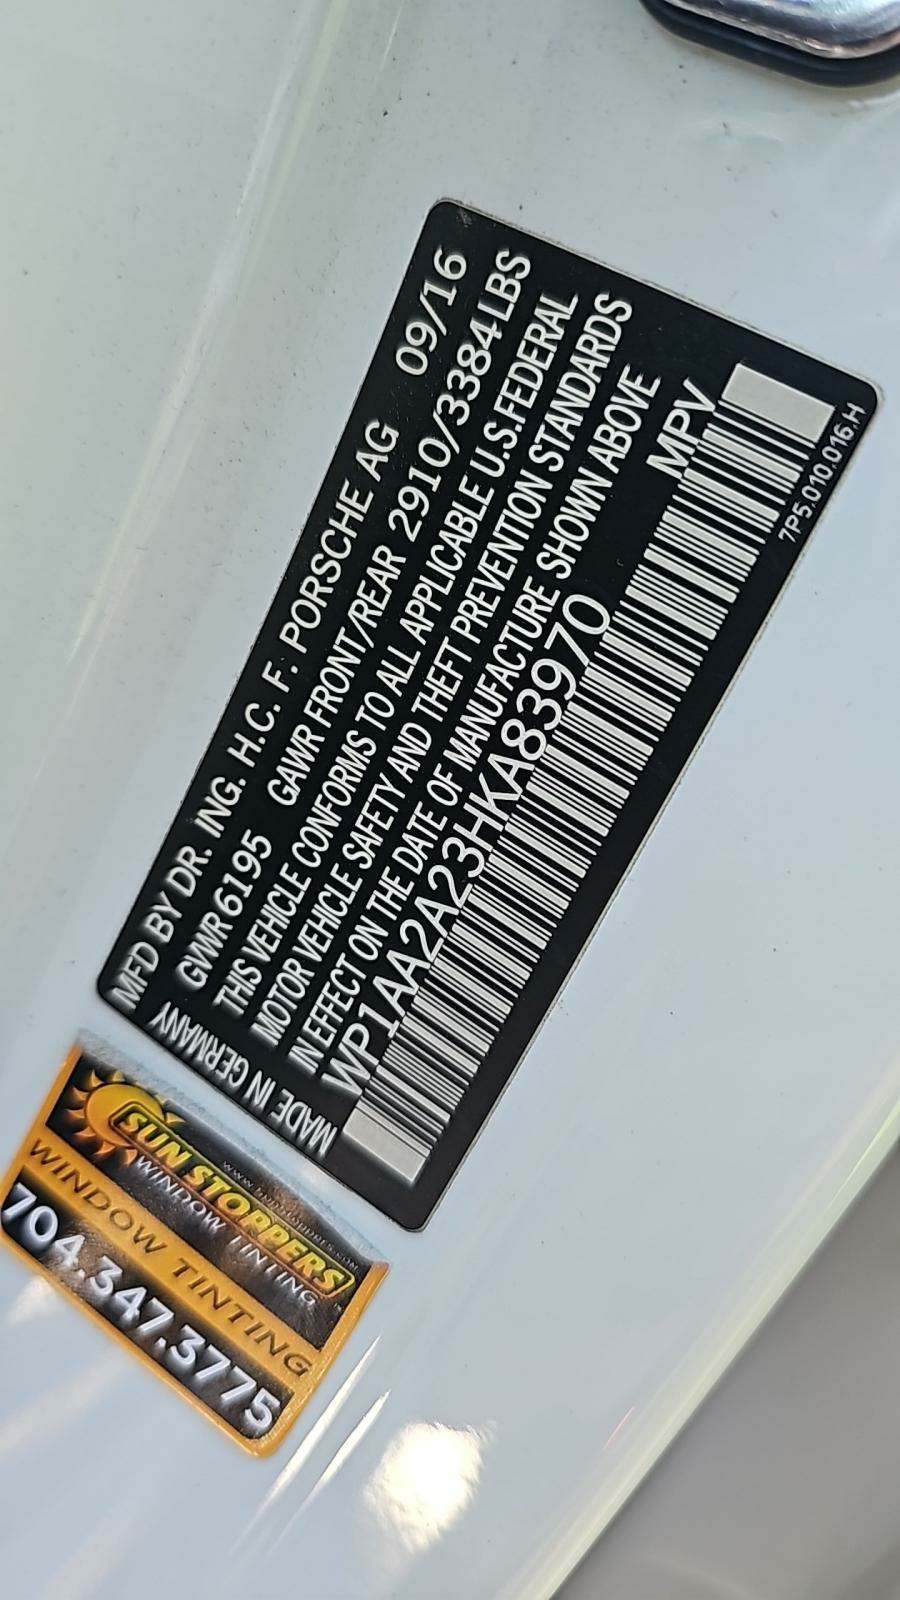 MFD BY DR. ING. H.C. F. PORSCHE AG 09/16
GVWR 6195 GAWR FRONT/REAR 2910/3384 LBS
THIS VEHICLE CONFORMS TO ALL APPLICABLE U.S.FEDERAL
MOTOR VEHICLE SAFETY AND THEFT PREVENTION STANDARDS
IN EFFECT ON THE DATE OF MANUFACTURE SHOWN ABOVE
WP1AA2A23HKA83970 MPV
7P5.010.016.H
MADE IN GERMANY
SUN STOPPERS
WINDOW TINTING
WINDOW TINTING
704.347.3775